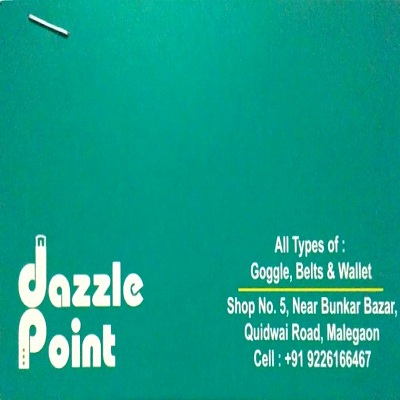 dazzle
Point
All Types of :
Goggle, Belts & Wallet
Shop No. 5, Near Bunkar Bazar,
Quidwai Road, Malegaon
Cell : +91 9226166467